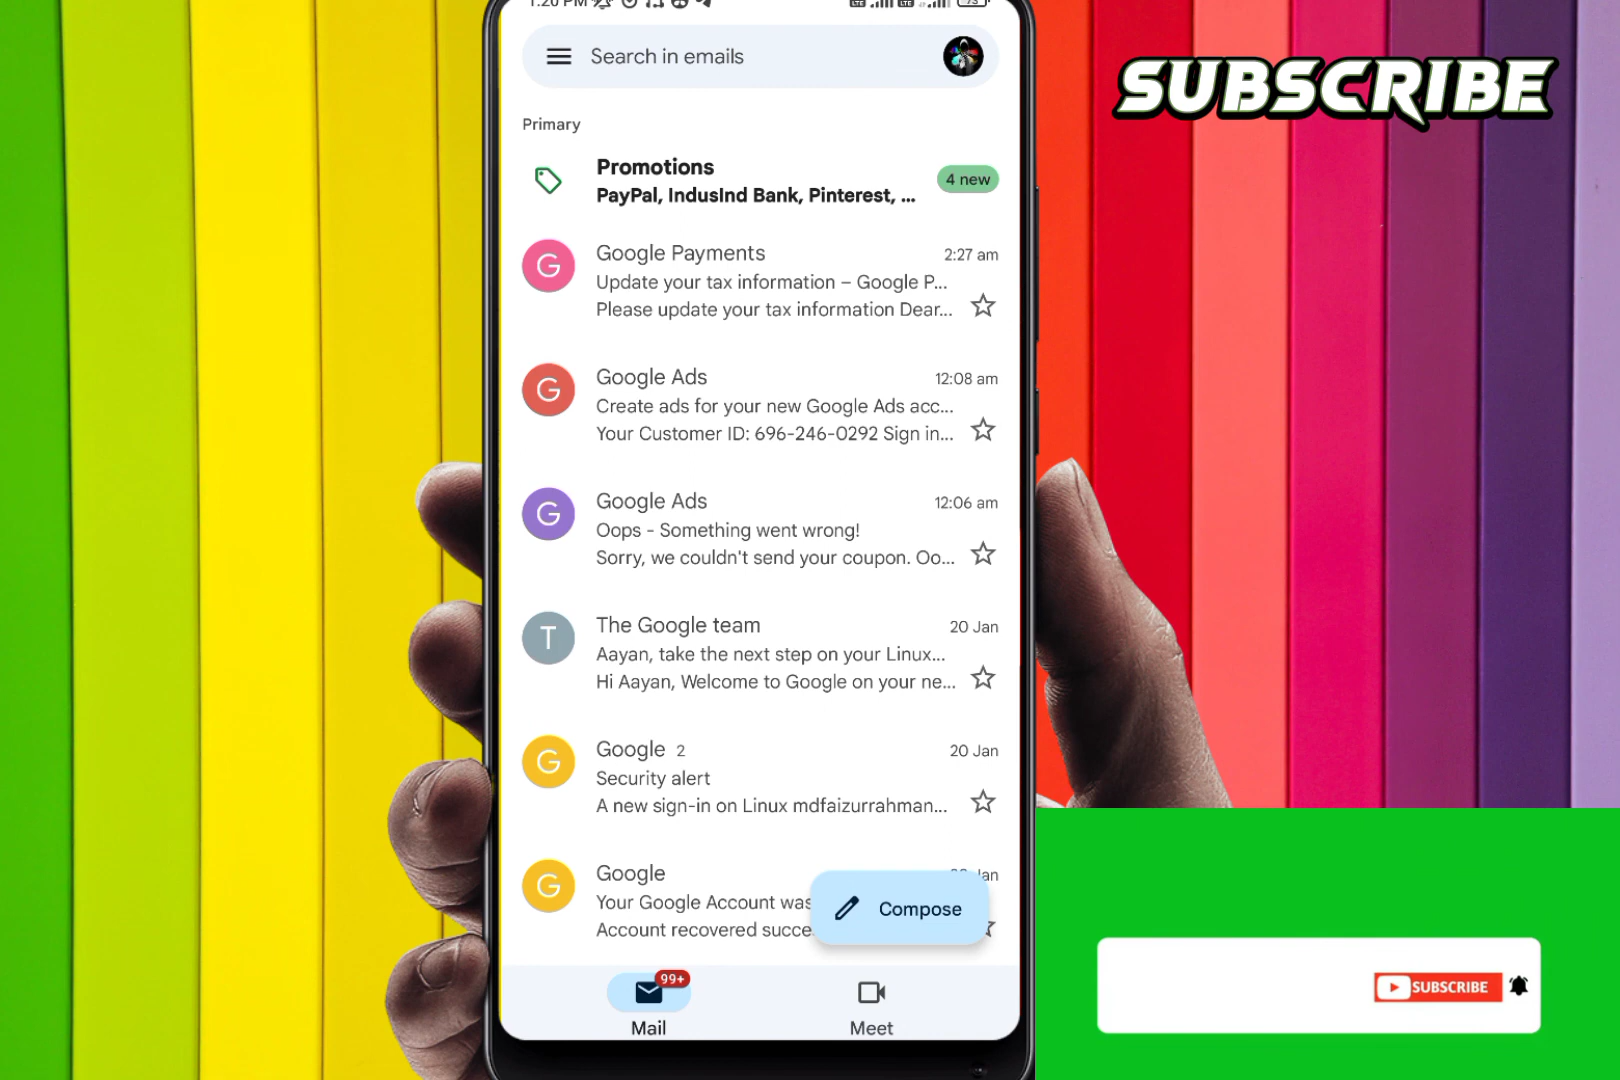 1:20 PM
73
Search in emails
SUBSCRIBE
Primary
Promotions
4 new
PayPal, IndusInd Bank, Pinterest, ...
G
Google Payments
2:27 am
Update your tax information – Google P...
Please update your tax information Dear...
G
Google Ads
12:08 am
Create ads for your new Google Ads acc...
Your Customer ID: 696-246-0292 Sign in...
G
Google Ads
12:06 am
Oops - Something went wrong!
Sorry, we couldn't send your coupon. Oo...
T
The Google team
20 Jan
Aayan, take the next step on your Linux...
Hi Aayan, Welcome to Google on your ne...
G
Google 2
20 Jan
Security alert
A new sign-in on Linux mdfaizurrahman...
G
Google
Jan
Your Google Account was
Account recovered succe
Compose
99+
Mail
Meet
SUBSCRIBE